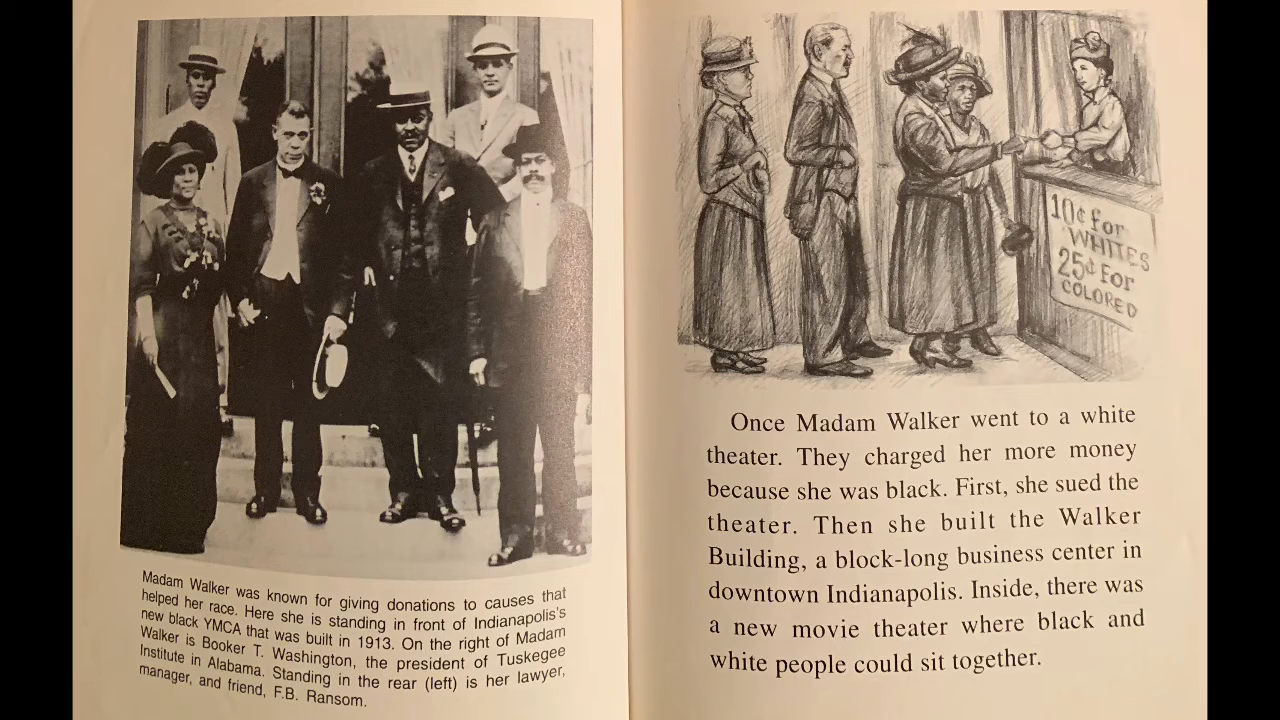 Madam Walker was known for giving donations to causes that
helped her race. Here she is standing in front of Indianapolis's
new black YMCA that was built in 1913. On the right of Madam
Walker is Booker T. Washington, the president of Tuskegee
Institute in Alabama. Standing in the rear (left) is her lawyer,
manager, and friend, F.B. Ransom.
10¢ for
WHITES
25¢ FOR
COLORED
Once Madam Walker went to a white
theater. They charged her more money
because she was black. First, she sued the
theater. Then she built the Walker
Building, a block-long business center in
downtown Indianapolis. Inside, there was
a new movie theater where black and
white people could sit together.